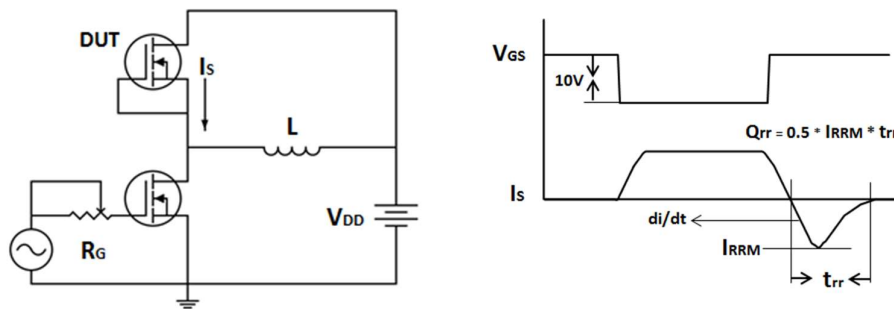 DUT
IS
L
VDD
RG
VGS
10V
Qrr = 0.5 * IRRM * trr
IS
di/dt
IRRM
trr